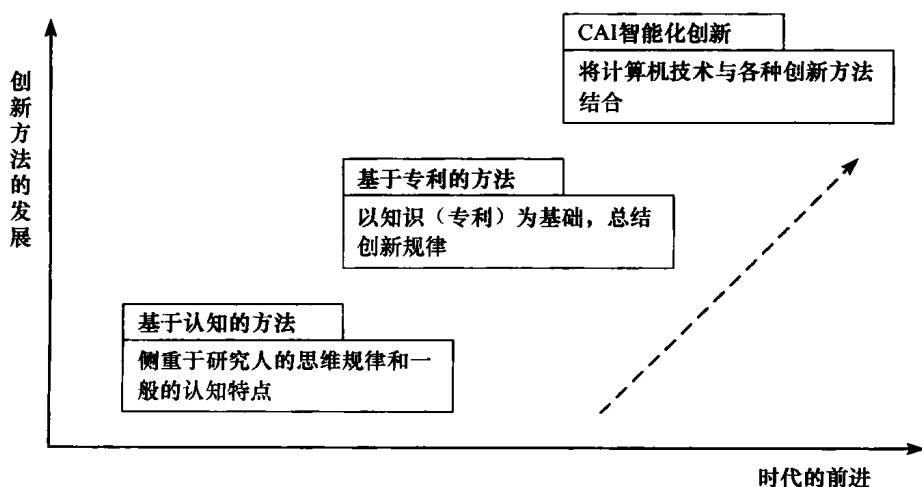 CAI智能化创新
将计算机技术与各种创新方法
结合
创新方法的发展
基于专利的方法
以知识（专利）为基础，总结
创新规律
基于认知的方法
侧重于研究人的思维规律和一
般的认知特点
时代的前进